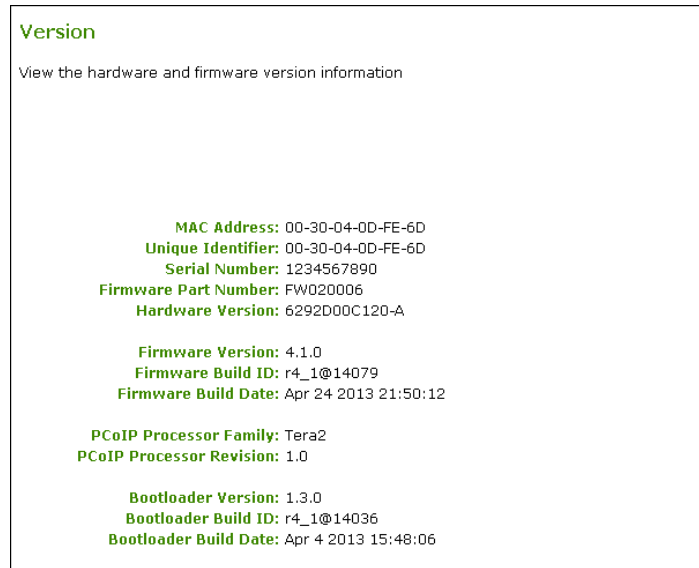 Version
View the hardware and firmware version information
MAC Address: 00-30-04-0D-FE-6D
Unique Identifier: 00-30-04-0D-FE-6D
Serial Number: 1234567890
Firmware Part Number: FW020006
Hardware Version: 6292D00C120-A
Firmware Version: 4.1.0
Firmware Build ID: r4_1@14079
Firmware Build Date: Apr 24 2013 21:50:12
PCoIP Processor Family: Tera2
PCoIP Processor Revision: 1.0
Bootloader Version: 1.3.0
Bootloader Build ID: r4_1@14036
Bootloader Build Date: Apr 4 2013 15:48:06